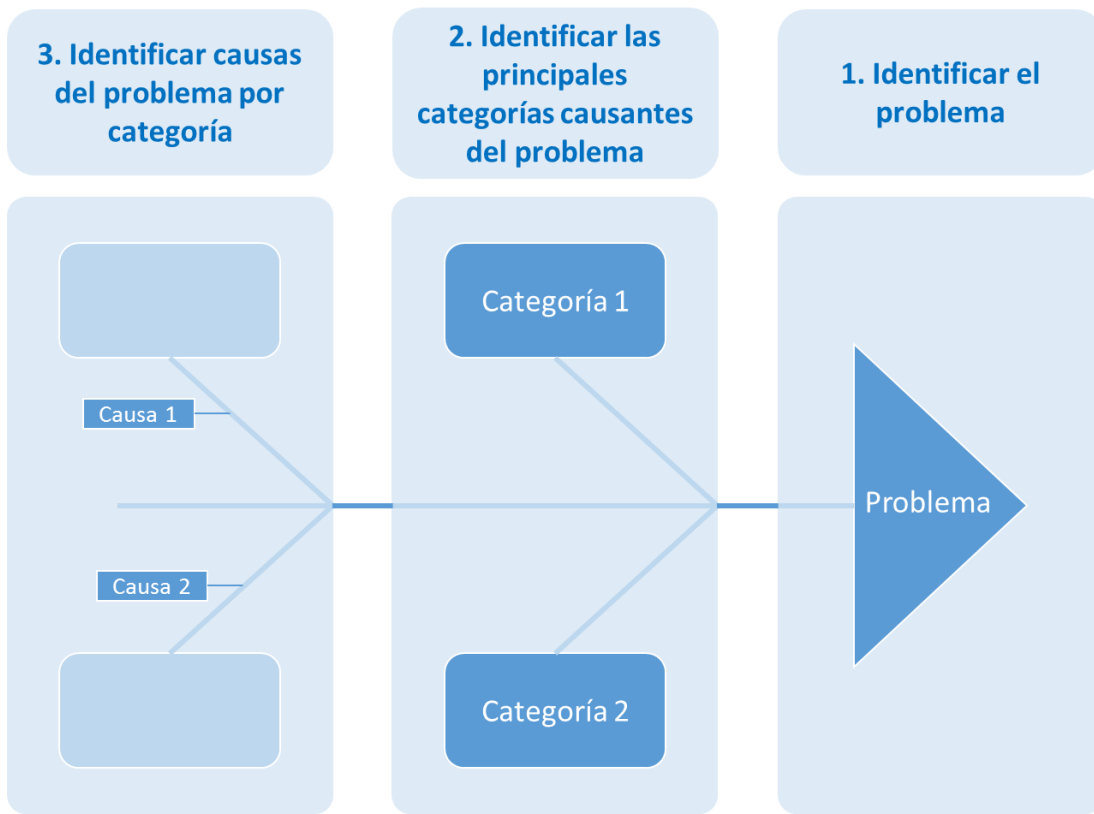 3. Identificar causas
del problema por
categoría
2. Identificar las
principales
categorías causantes
del problema
1. Identificar el
problema
Categoría 1
Causa 1
Problema
Causa 2
Categoría 2